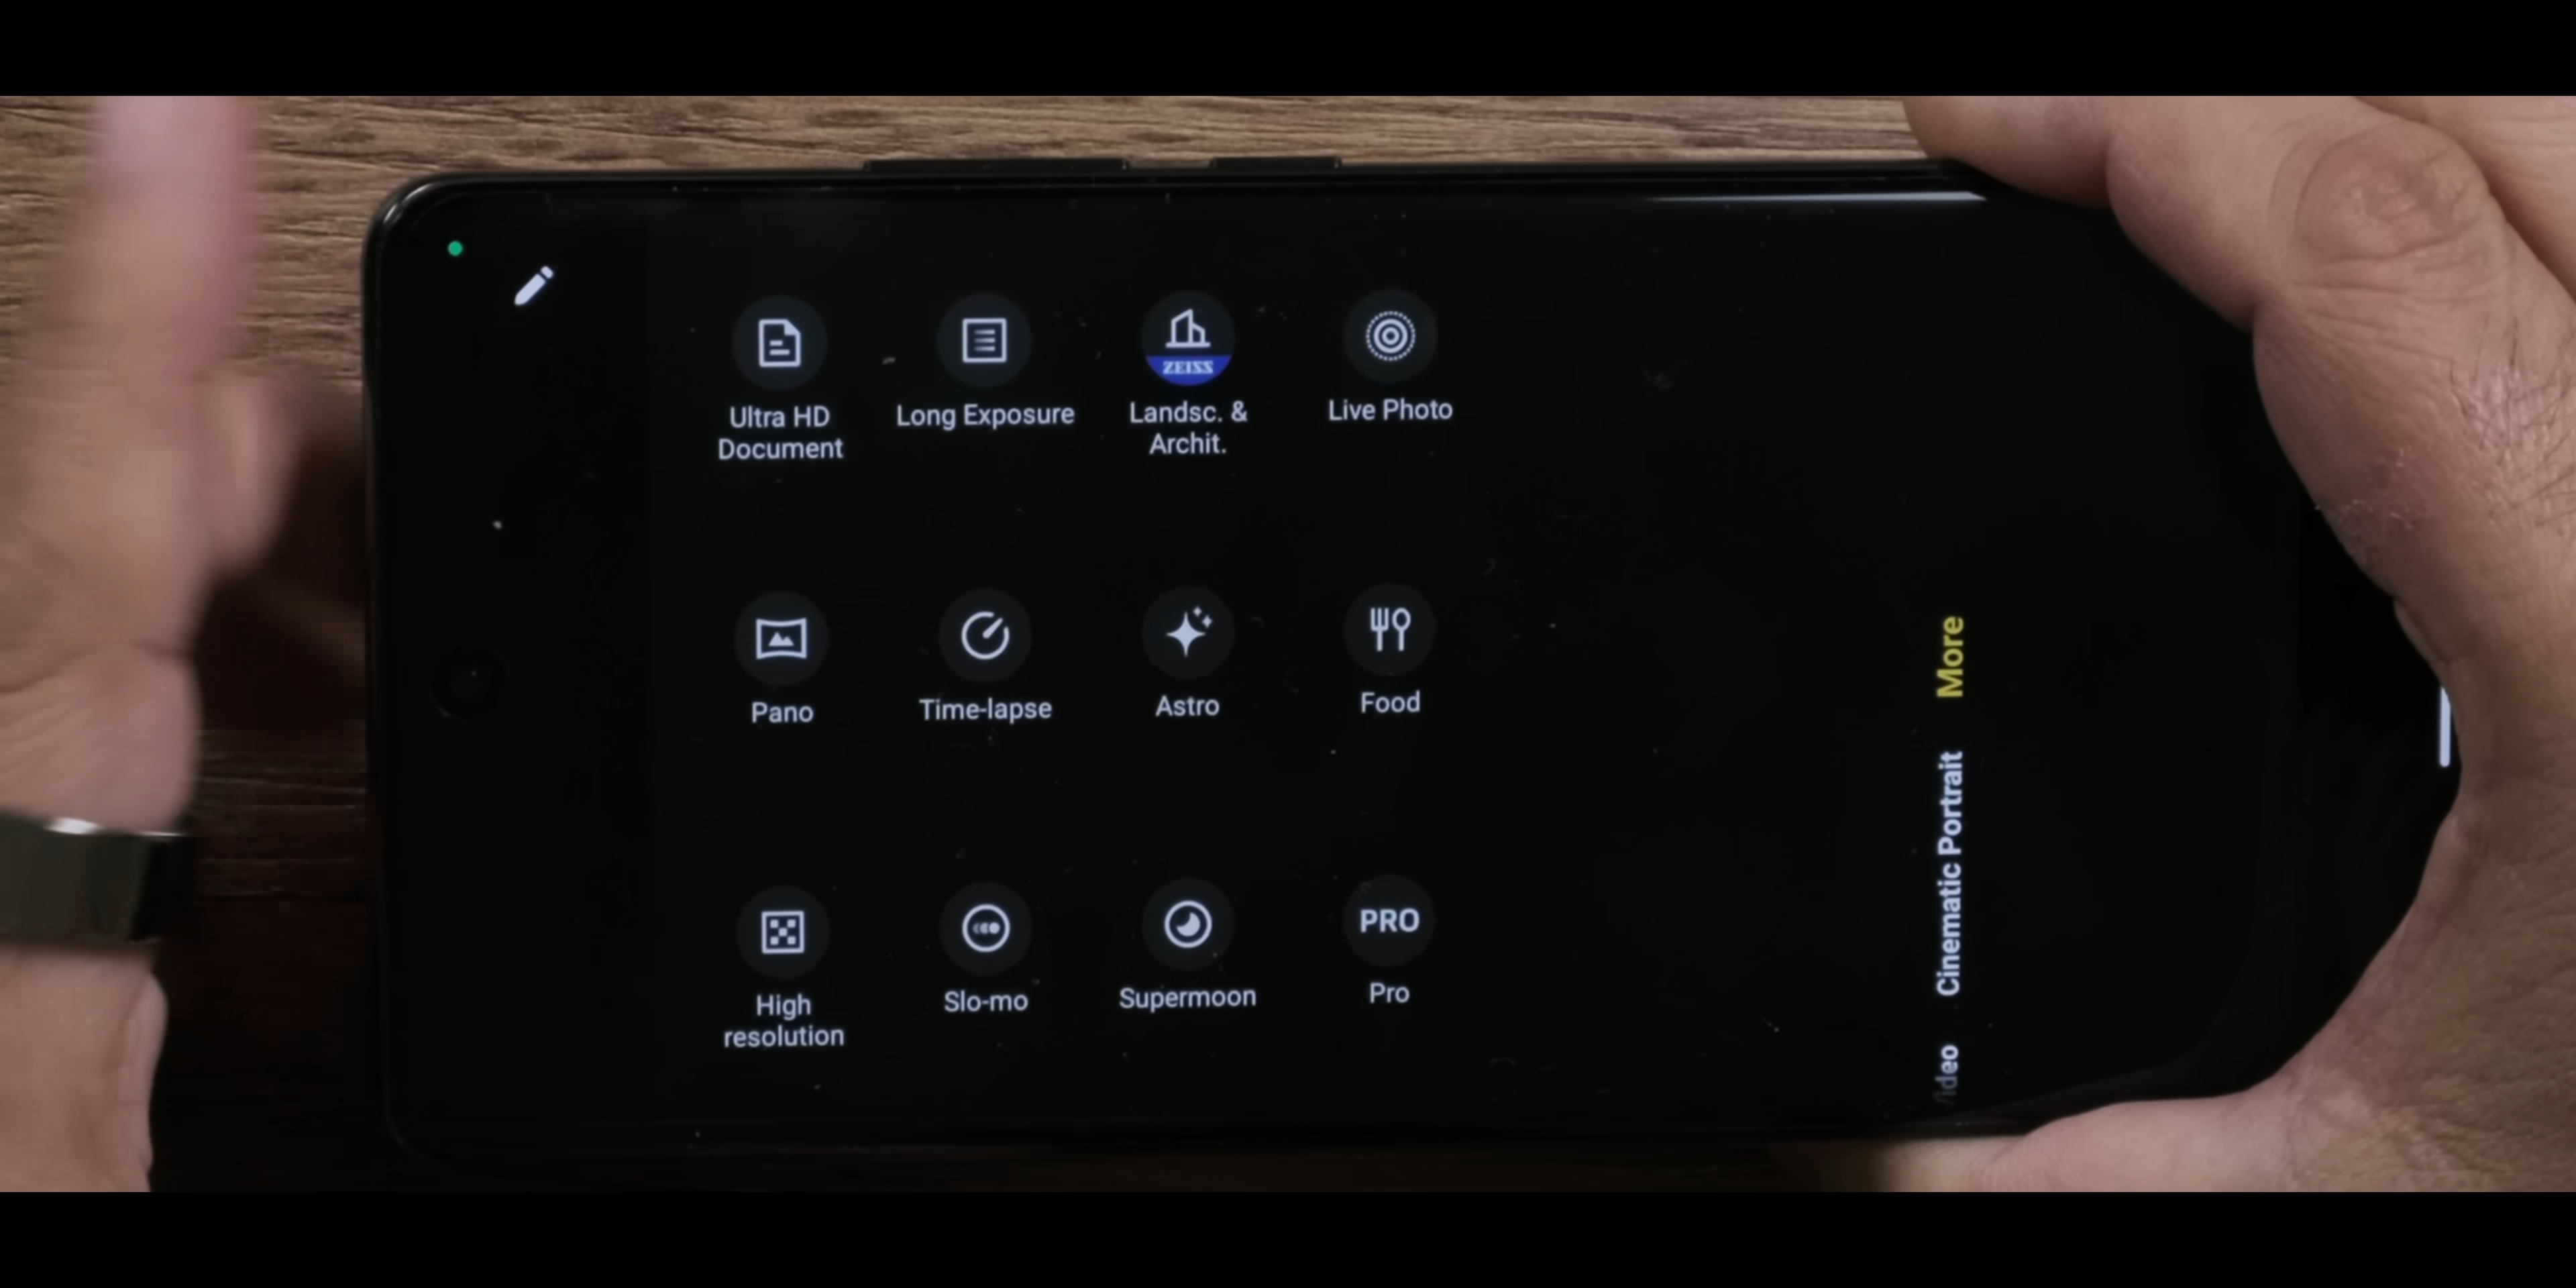 Ultra HD
Document
Long Exposure
ZEISS
Landsc. &
Archit.
Live Photo
Pano
Time-lapse
Astro
Food
High
resolution
Slo-mo
Supermoon
PRO
Pro
More
Cinematic Portrait